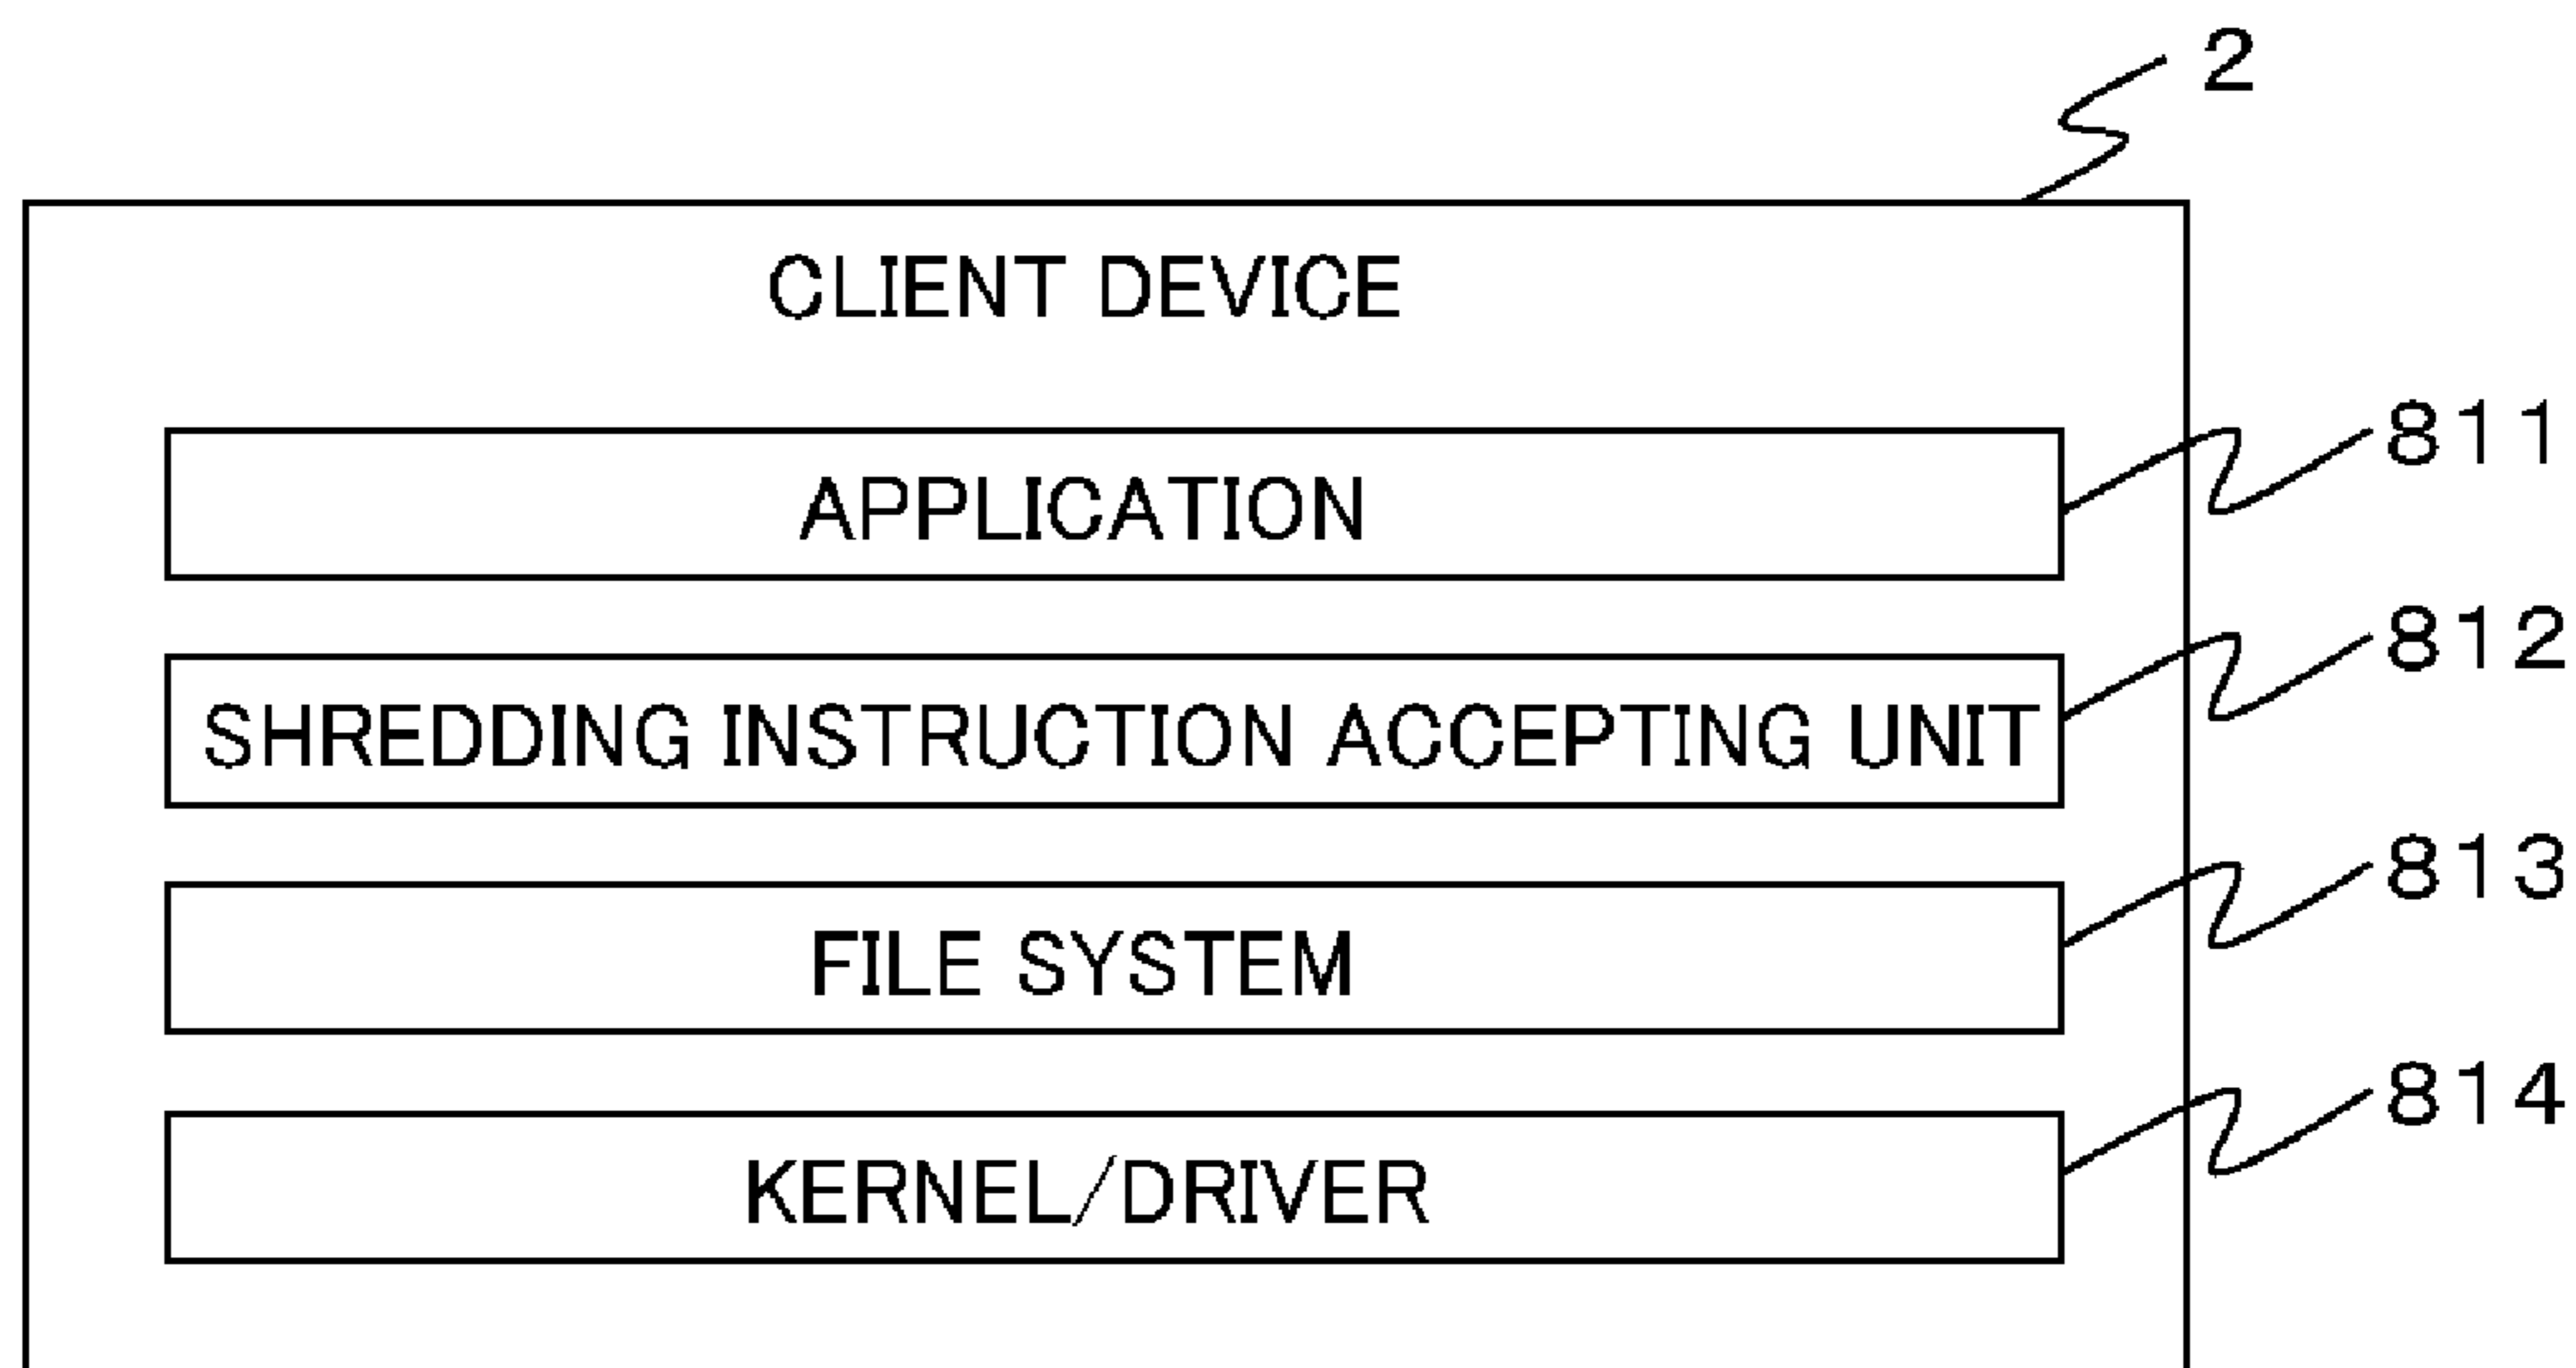 2
CLIENT DEVICE
APPLICATION
811
SHREDDING INSTRUCTION ACCEPTING UNIT
812
FILE SYSTEM
813
KERNEL/DRIVER
814